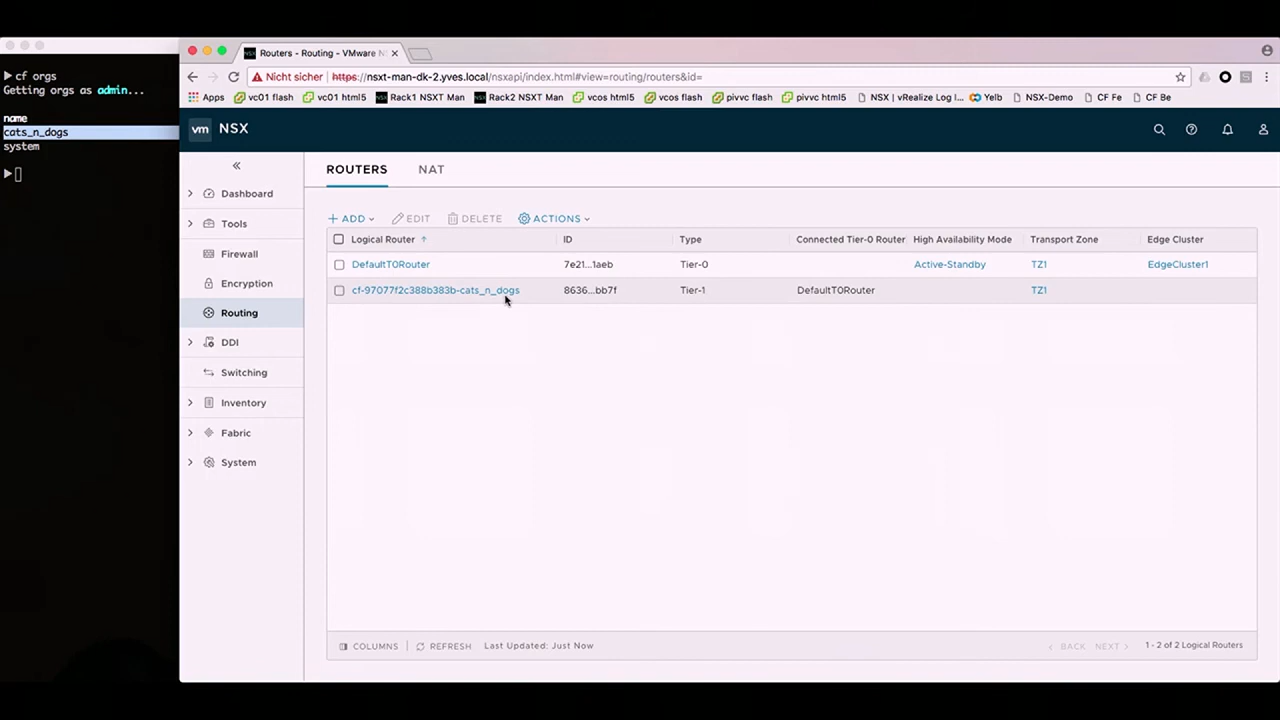 cf orgs
Getting orgs as admin...
name
cats_n_dogs
system
Routers - Routing - VMware N
Nicht sicher https://nsxt-man-dk-2.yves.local/nsxapi/index.html#view=routing/routers&id=
Apps vc01 flash vc01 html5 Rack1 NSXT Man Rack2 NSXT Man vcos html5 vcos flash pivvc flash pivvc html5 NSX | vRealize Log I... Yelb NSX-Demo CF Fe CF Be
vm NSX
ROUTERS NAT
Dashboard
Tools
Firewall
Encryption
Routing
DDI
Switching
Inventory
Fabric
System
+ ADD EDIT DELETE ACTIONS
Logical Router ID Type Connected Tier-0 Router High Availability Mode Transport Zone Edge Cluster
DefaultT0Router 7e21...1aeb Tier-0 Active-Standby TZ1 EdgeCluster1
cf-97077f2c388b383b-cats_n_dogs 8636...bb7f Tier-1 DefaultT0Router TZ1
COLUMNS REFRESH Last Updated: Just Now BACK NEXT 1 - 2 of 2 Logical Routers